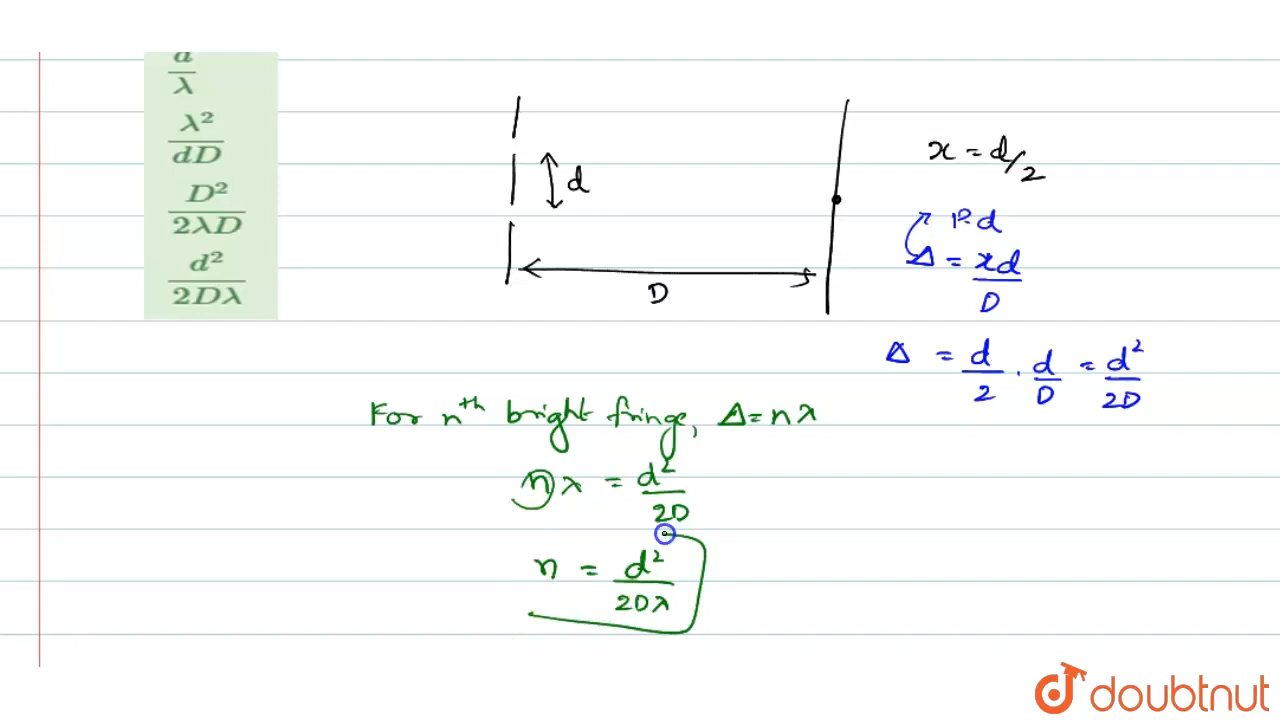 d/λ
λ²/dD
D²/2λD
d²/2Dλ
d
D
x = d/2
P.d
Δ = xd/D
Δ = d/2 . d/D = d²/2D
For nᵗʰ bright fringe, Δ = nλ
nλ = d²/2D
n = d²/2Dλ
doubtnut